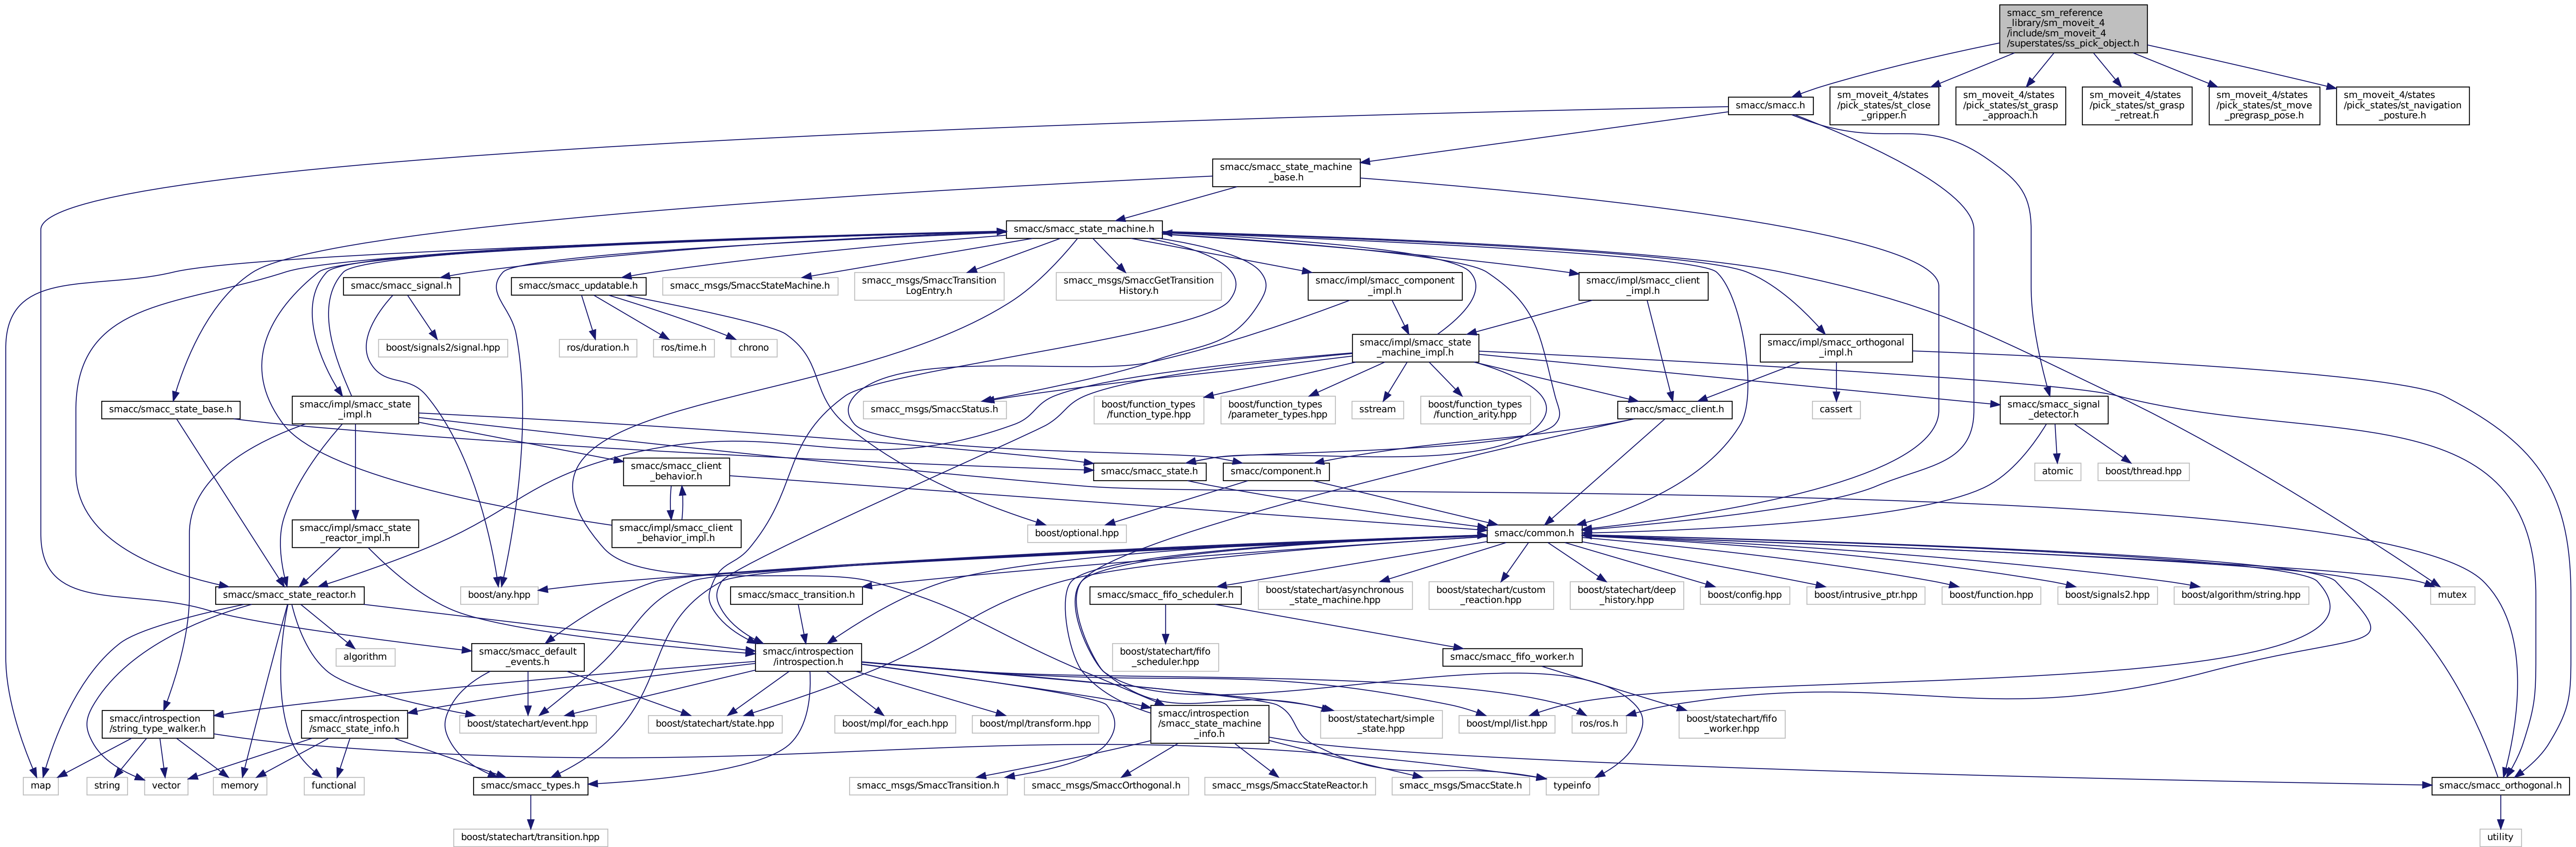 smacc_sm_reference
_library/sm_moveit_4
/include/sm_moveit_4
/superstates/ss_pick_object.h
smacc/smacc.h
sm_moveit_4/states
/pick_states/st_close
_gripper.h
sm_moveit_4/states
/pick_states/st_grasp
_approach.h
sm_moveit_4/states
/pick_states/st_grasp
_retreat.h
sm_moveit_4/states
/pick_states/st_move
_pregrasp_pose.h
sm_moveit_4/states
/pick_states/st_navigation
_posture.h
smacc/smacc_state_machine
_base.h
smacc/smacc_state_machine.h
smacc/smacc_signal.h
smacc/smacc_updatable.h
smacc_msgs/SmaccStateMachine.h
smacc_msgs/SmaccTransition
LogEntry.h
smacc_msgs/SmaccGetTransition
History.h
smacc/impl/smacc_component
_impl.h
smacc/impl/smacc_client
_impl.h
boost/signals2/signal.hpp
ros/duration.h
ros/time.h
chrono
smacc/impl/smacc_state
_machine_impl.h
smacc/impl/smacc_orthogonal
_impl.h
smacc/smacc_state_base.h
smacc/impl/smacc_state
_impl.h
smacc_msgs/SmaccStatus.h
boost/function_types
/function_type.hpp
boost/function_types
/parameter_types.hpp
sstream
boost/function_types
/function_arity.hpp
smacc/smacc_client.h
cassert
smacc/smacc_signal
_detector.h
smacc/smacc_client
_behavior.h
smacc/smacc_state.h
smacc/component.h
atomic
boost/thread.hpp
smacc/impl/smacc_state
_reactor_impl.h
smacc/impl/smacc_client
_behavior_impl.h
boost/optional.hpp
smacc/common.h
smacc/smacc_state_reactor.h
boost/any.hpp
smacc/smacc_transition.h
smacc/smacc_fifo_scheduler.h
boost/statechart/asynchronous
_state_machine.hpp
boost/statechart/custom
_reaction.hpp
boost/statechart/deep
_history.hpp
boost/config.hpp
boost/intrusive_ptr.hpp
boost/function.hpp
boost/signals2.hpp
boost/algorithm/string.hpp
mutex
algorithm
smacc/smacc_default
_events.h
smacc/introspection
/introspection.h
boost/statechart/fifo
_scheduler.hpp
smacc/smacc_fifo_worker.h
smacc/introspection
/string_type_walker.h
smacc/introspection
/smacc_state_info.h
boost/statechart/event.hpp
boost/statechart/state.hpp
boost/mpl/for_each.hpp
boost/mpl/transform.hpp
smacc/introspection
/smacc_state_machine
_info.h
boost/statechart/simple
_state.hpp
boost/mpl/list.hpp
ros/ros.h
boost/statechart/fifo
_worker.hpp
map
string
vector
memory
functional
smacc/smacc_types.h
smacc_msgs/SmaccTransition.h
smacc_msgs/SmaccOrthogonal.h
smacc_msgs/SmaccStateReactor.h
smacc_msgs/SmaccState.h
typeinfo
smacc/smacc_orthogonal.h
boost/statechart/transition.hpp
utility